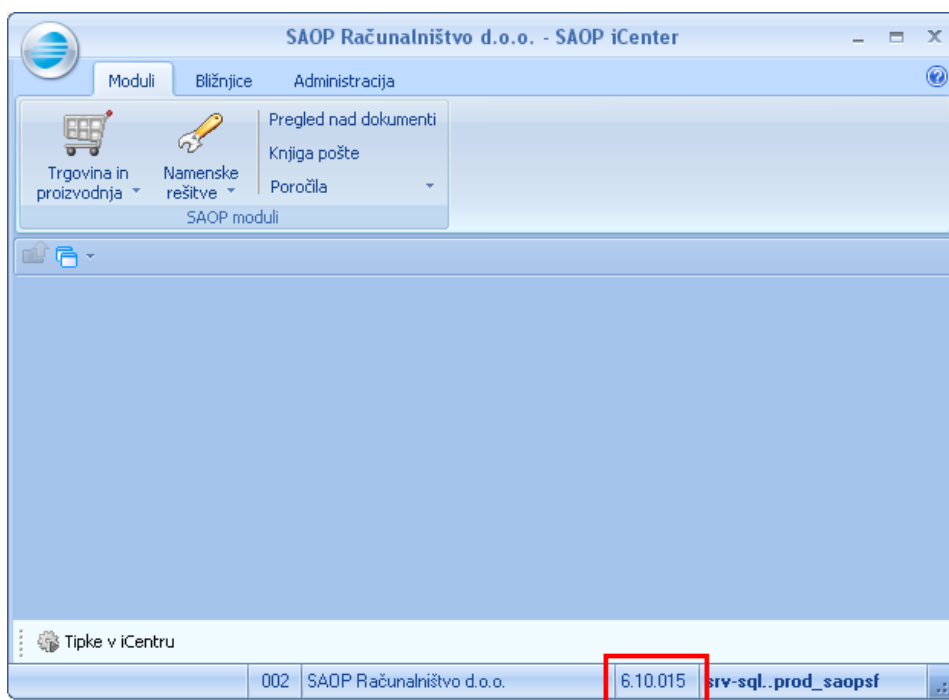 SAOP Računalništvo d.o.o. - SAOP iCenter
Moduli Bližnjice Administracija
Trgovina in proizvodnja
Namenske rešitve
Pregled nad dokumenti
Knjiga pošte
Poročila
SAOP moduli
Tipke v iCentru
002 SAOP Računalništvo d.o.o. 6.10.015 srv-sql..prod_saopsf